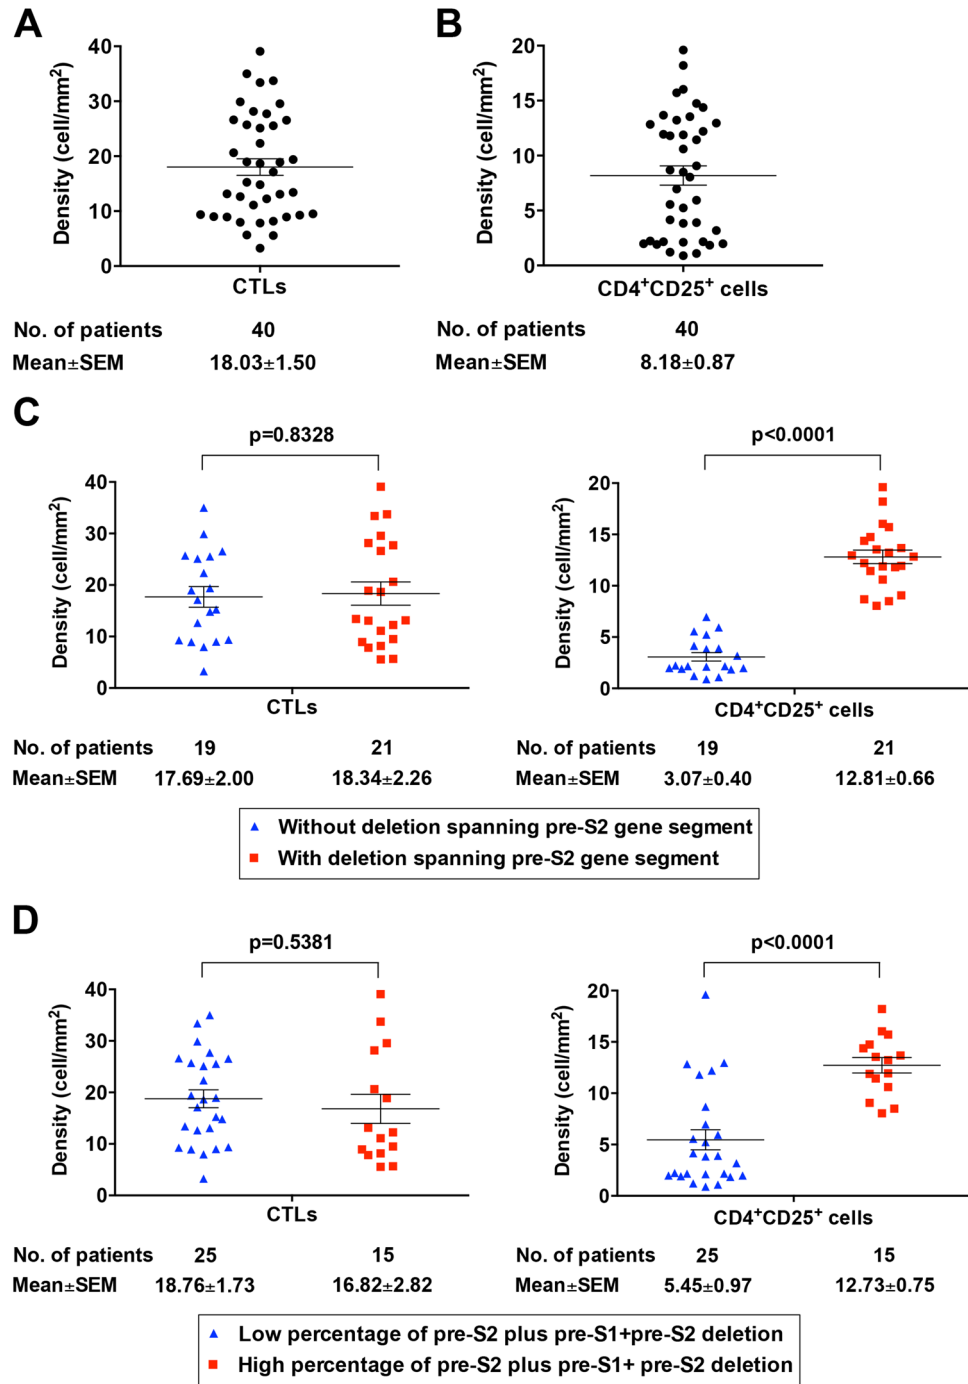 A
Density (cell/mm²)
40
30
20
10
0
CTLs
No. of patients 40
Mean±SEM 18.03±1.50
B
Density (cell/mm²)
20
15
10
5
0
CD4⁺CD25⁺ cells
No. of patients 40
Mean±SEM 8.18±0.87
C
p=0.8328
Density (cell/mm²)
40
30
20
10
0
CTLs
No. of patients 19 21
Mean±SEM 17.69±2.00 18.34±2.26
p<0.0001
Density (cell/mm²)
20
15
10
5
0
CD4⁺CD25⁺ cells
No. of patients 19 21
Mean±SEM 3.07±0.40 12.81±0.66
Without deletion spanning pre-S2 gene segment
With deletion spanning pre-S2 gene segment
D
p=0.5381
Density (cell/mm²)
40
30
20
10
0
CTLs
No. of patients 25 15
Mean±SEM 18.76±1.73 16.82±2.82
p<0.0001
Density (cell/mm²)
20
15
10
5
0
CD4⁺CD25⁺ cells
No. of patients 25 15
Mean±SEM 5.45±0.97 12.73±0.75
Low percentage of pre-S2 plus pre-S1+pre-S2 deletion
High percentage of pre-S2 plus pre-S1+ pre-S2 deletion